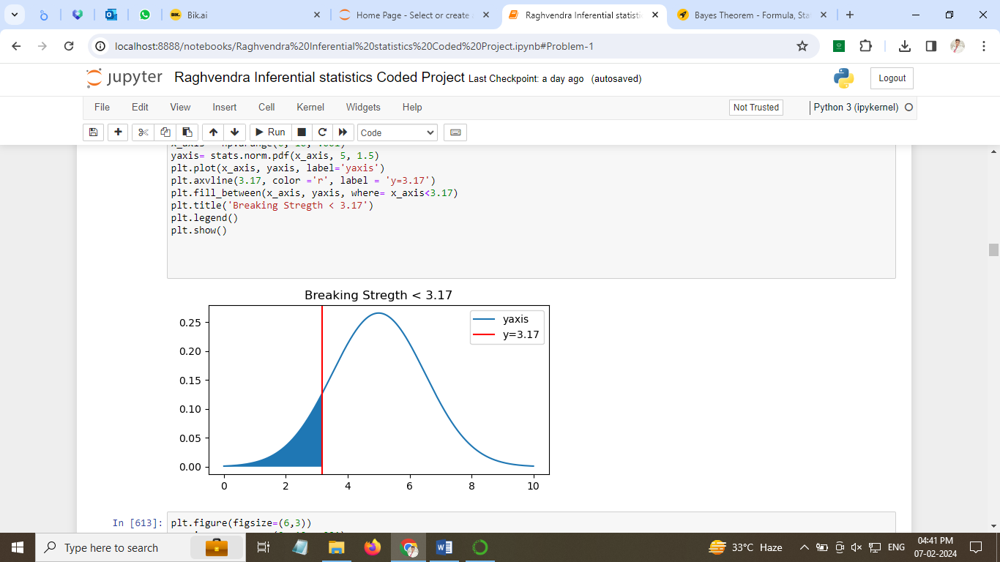 Bik.ai
Home Page - Select or create
Raghvendra Inferential statisti
Bayes Theorem - Formula, Sta
localhost:8888/notebooks/Raghvendra%20Inferential%20statistics%20Coded%20Project.ipynb#Problem-1
jupyter Raghvendra Inferential statistics Coded Project Last Checkpoint: a day ago (autosaved)
Logout
File Edit View Insert Cell Kernel Widgets Help
Not Trusted
Python 3 (ipykernel)
Run
Code
yaxis= stats.norm.pdf(x_axis, 5, 1.5)
plt.plot(x_axis, yaxis, label='yaxis')
plt.axvline(3.17, color ='r', label = 'y=3.17')
plt.fill_between(x_axis, yaxis, where= x_axis<3.17)
plt.title('Breaking Stregth < 3.17')
plt.legend()
plt.show()
Breaking Stregth < 3.17
yaxis
y=3.17
0.25
0.20
0.15
0.10
0.05
0.00
0 2 4 6 8 10
In [613]: plt.figure(figsize=(6,3))
Type here to search
33°C Haze
ENG
04:41 PM
07-02-2024